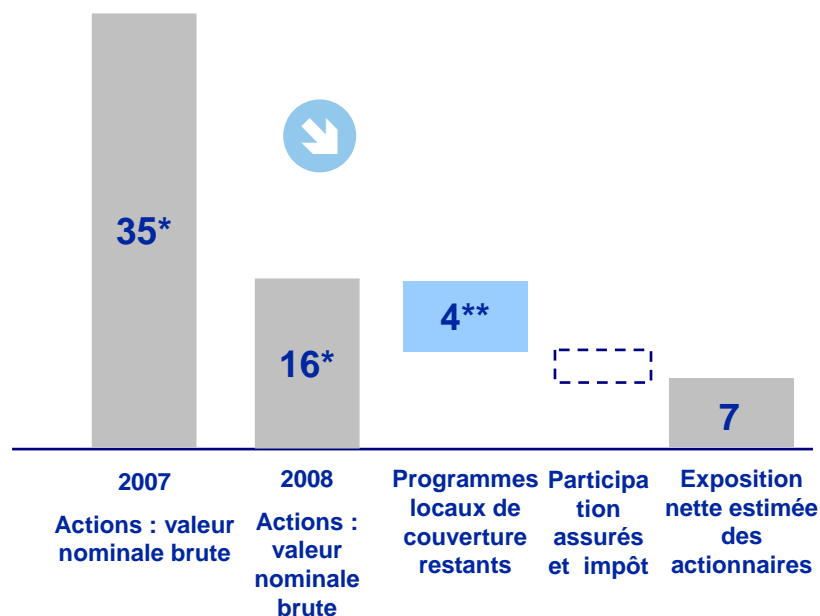 35*
16*
4**
7
2007
Actions : valeur
nominale brute
2008
Actions :
valeur
nominale
brute
Programmes
locaux de
couverture
restants
Participa
tion
assurés
et impôt
Exposition
nette estimée
des
actionnaires